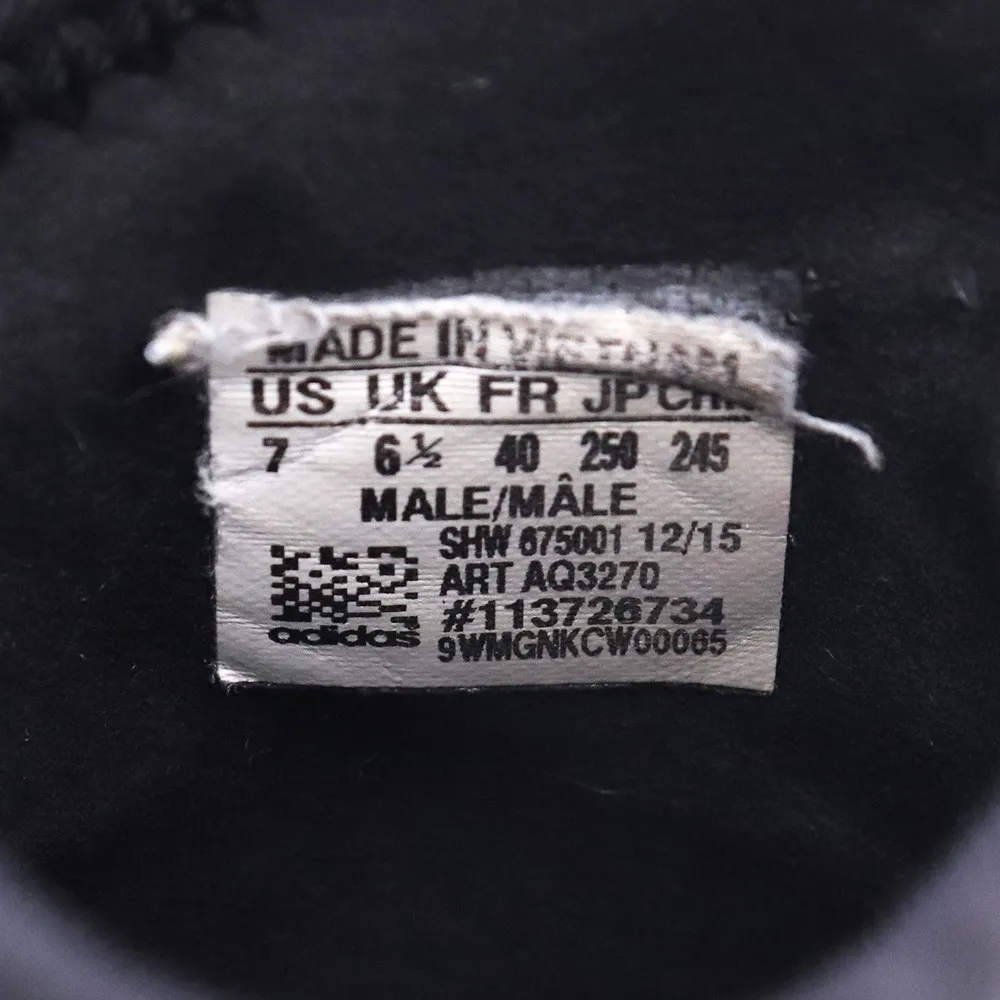 MADE IN VIETNAM
US UK FR JP CHN
7 6½ 40 250 245
MALE/MÂLE
SHW 675001 12/15
ART AQ3270
#113726734
adidas 9WMGNKCW00065